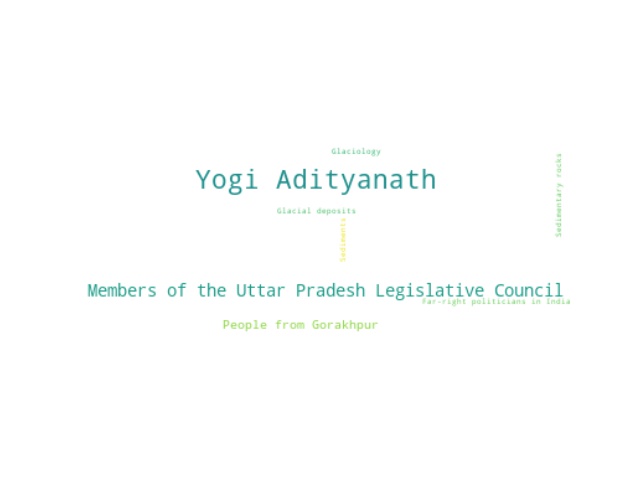 Glaciology
Yogi Adityanath
Sedimentary rocks
Glacial deposits
Sediments
Members of the Uttar Pradesh Legislative Council
Far-right politicians in India
People from Gorakhpur